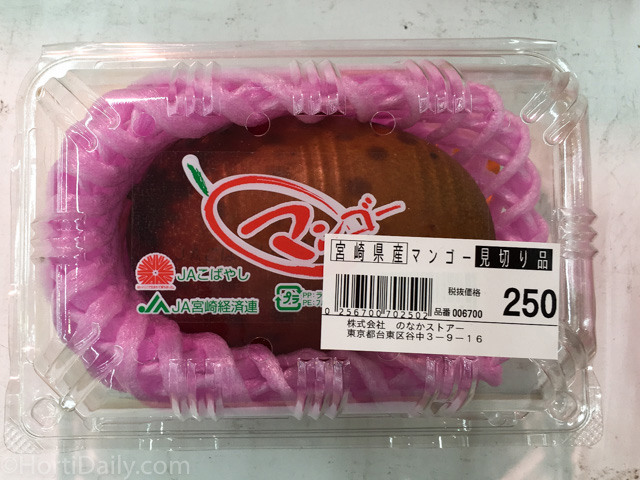 マンゴー
JAこばやし
JA宮崎経済連
プラ
宮崎県産マンゴー見切り品
税抜価格 250
0256700702502
品番 006700
株式会社 のなかストアー
東京都台東区谷中3-9-16
©HortiDaily.com